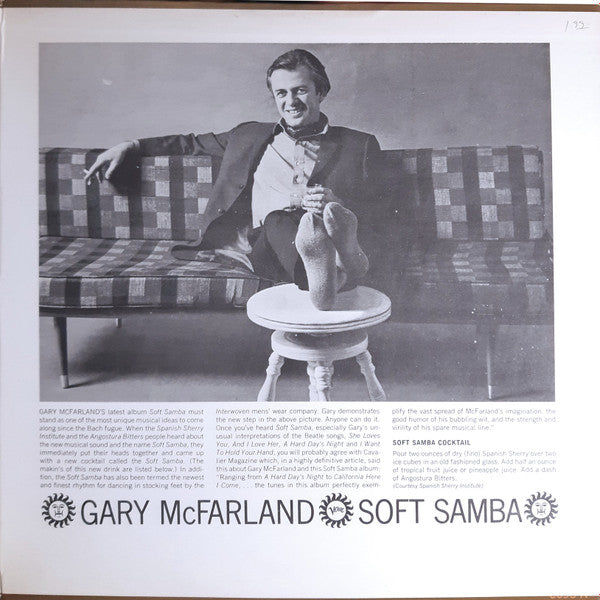 132
GARY MCFARLAND'S latest album Soft Samba must
stand as one of the most unique musical ideas to come
along since the Bach fugue. When the Spanish Sherry
Institute and the Angostura Bitters people heard about
the new musical sound and the name Soft Samba, they
immediately put their heads together and came up
with a new cocktail called the Soft Samba. (The
makin's of this new drink are listed below.) In addi-
tion, the Soft Samba has also been termed the newest
and finest rhythm for dancing in stocking feet by the
Interwoven mens' wear company. Gary demonstrates
the new step in the above picture. Anyone can do it.
Once you've heard Soft Samba, especially Gary's un-
usual interpretations of the Beatle songs, She Loves
You, And I Love Her, A Hard Day's Night and I Want
To Hold Your Hand, you will probably agree with Cava-
lier Magazine which, in a highly definitive article, said
this about Gary McFarland and this Soft Samba album;
"Ranging from A Hard Day's Night to California Here
I Come, . . . the tunes in this album perfectly exem-
plify the vast spread of McFarland's imagination, the
good humor of his bubbling wit, and the strength and
virility of his spare musical line."
SOFT SAMBA COCKTAIL
Pour two ounces of dry (fino) Spanish Sherry over two
ice cubes in an old fashioned glass. Add half an ounce
of tropical fruit juice or pineapple juice. Add a dash
of Angostura Bitters.
(Courtesy Spanish Sherry Institute)
GARY McFARLAND VERVE SOFT SAMBA